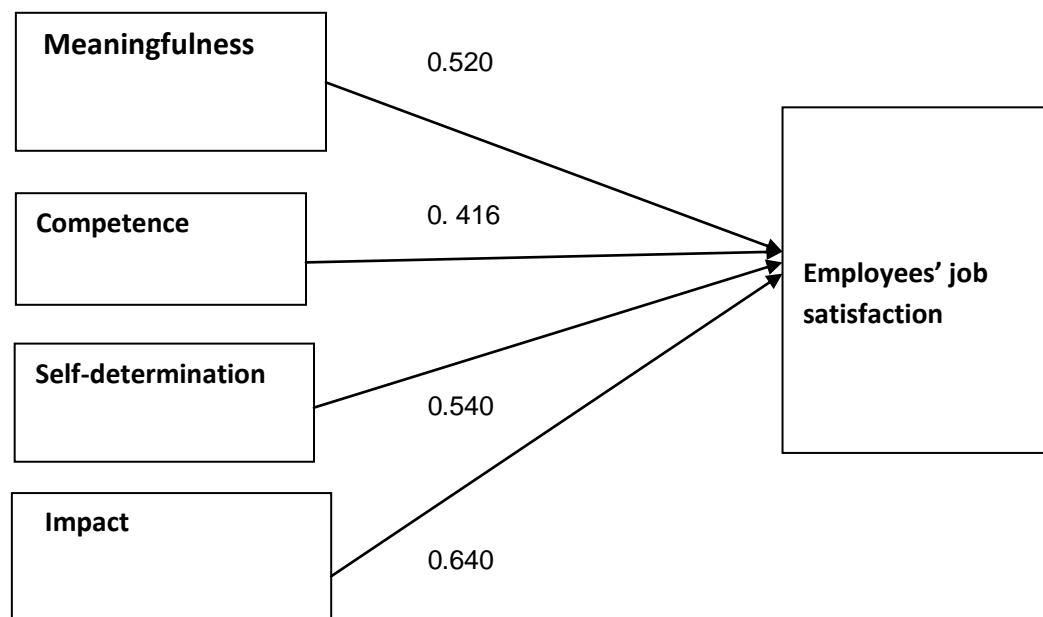 Meaningfulness
0.520
Competence
0. 416
Self-determination
0.540
Impact
0.640
Employees’ job
satisfaction